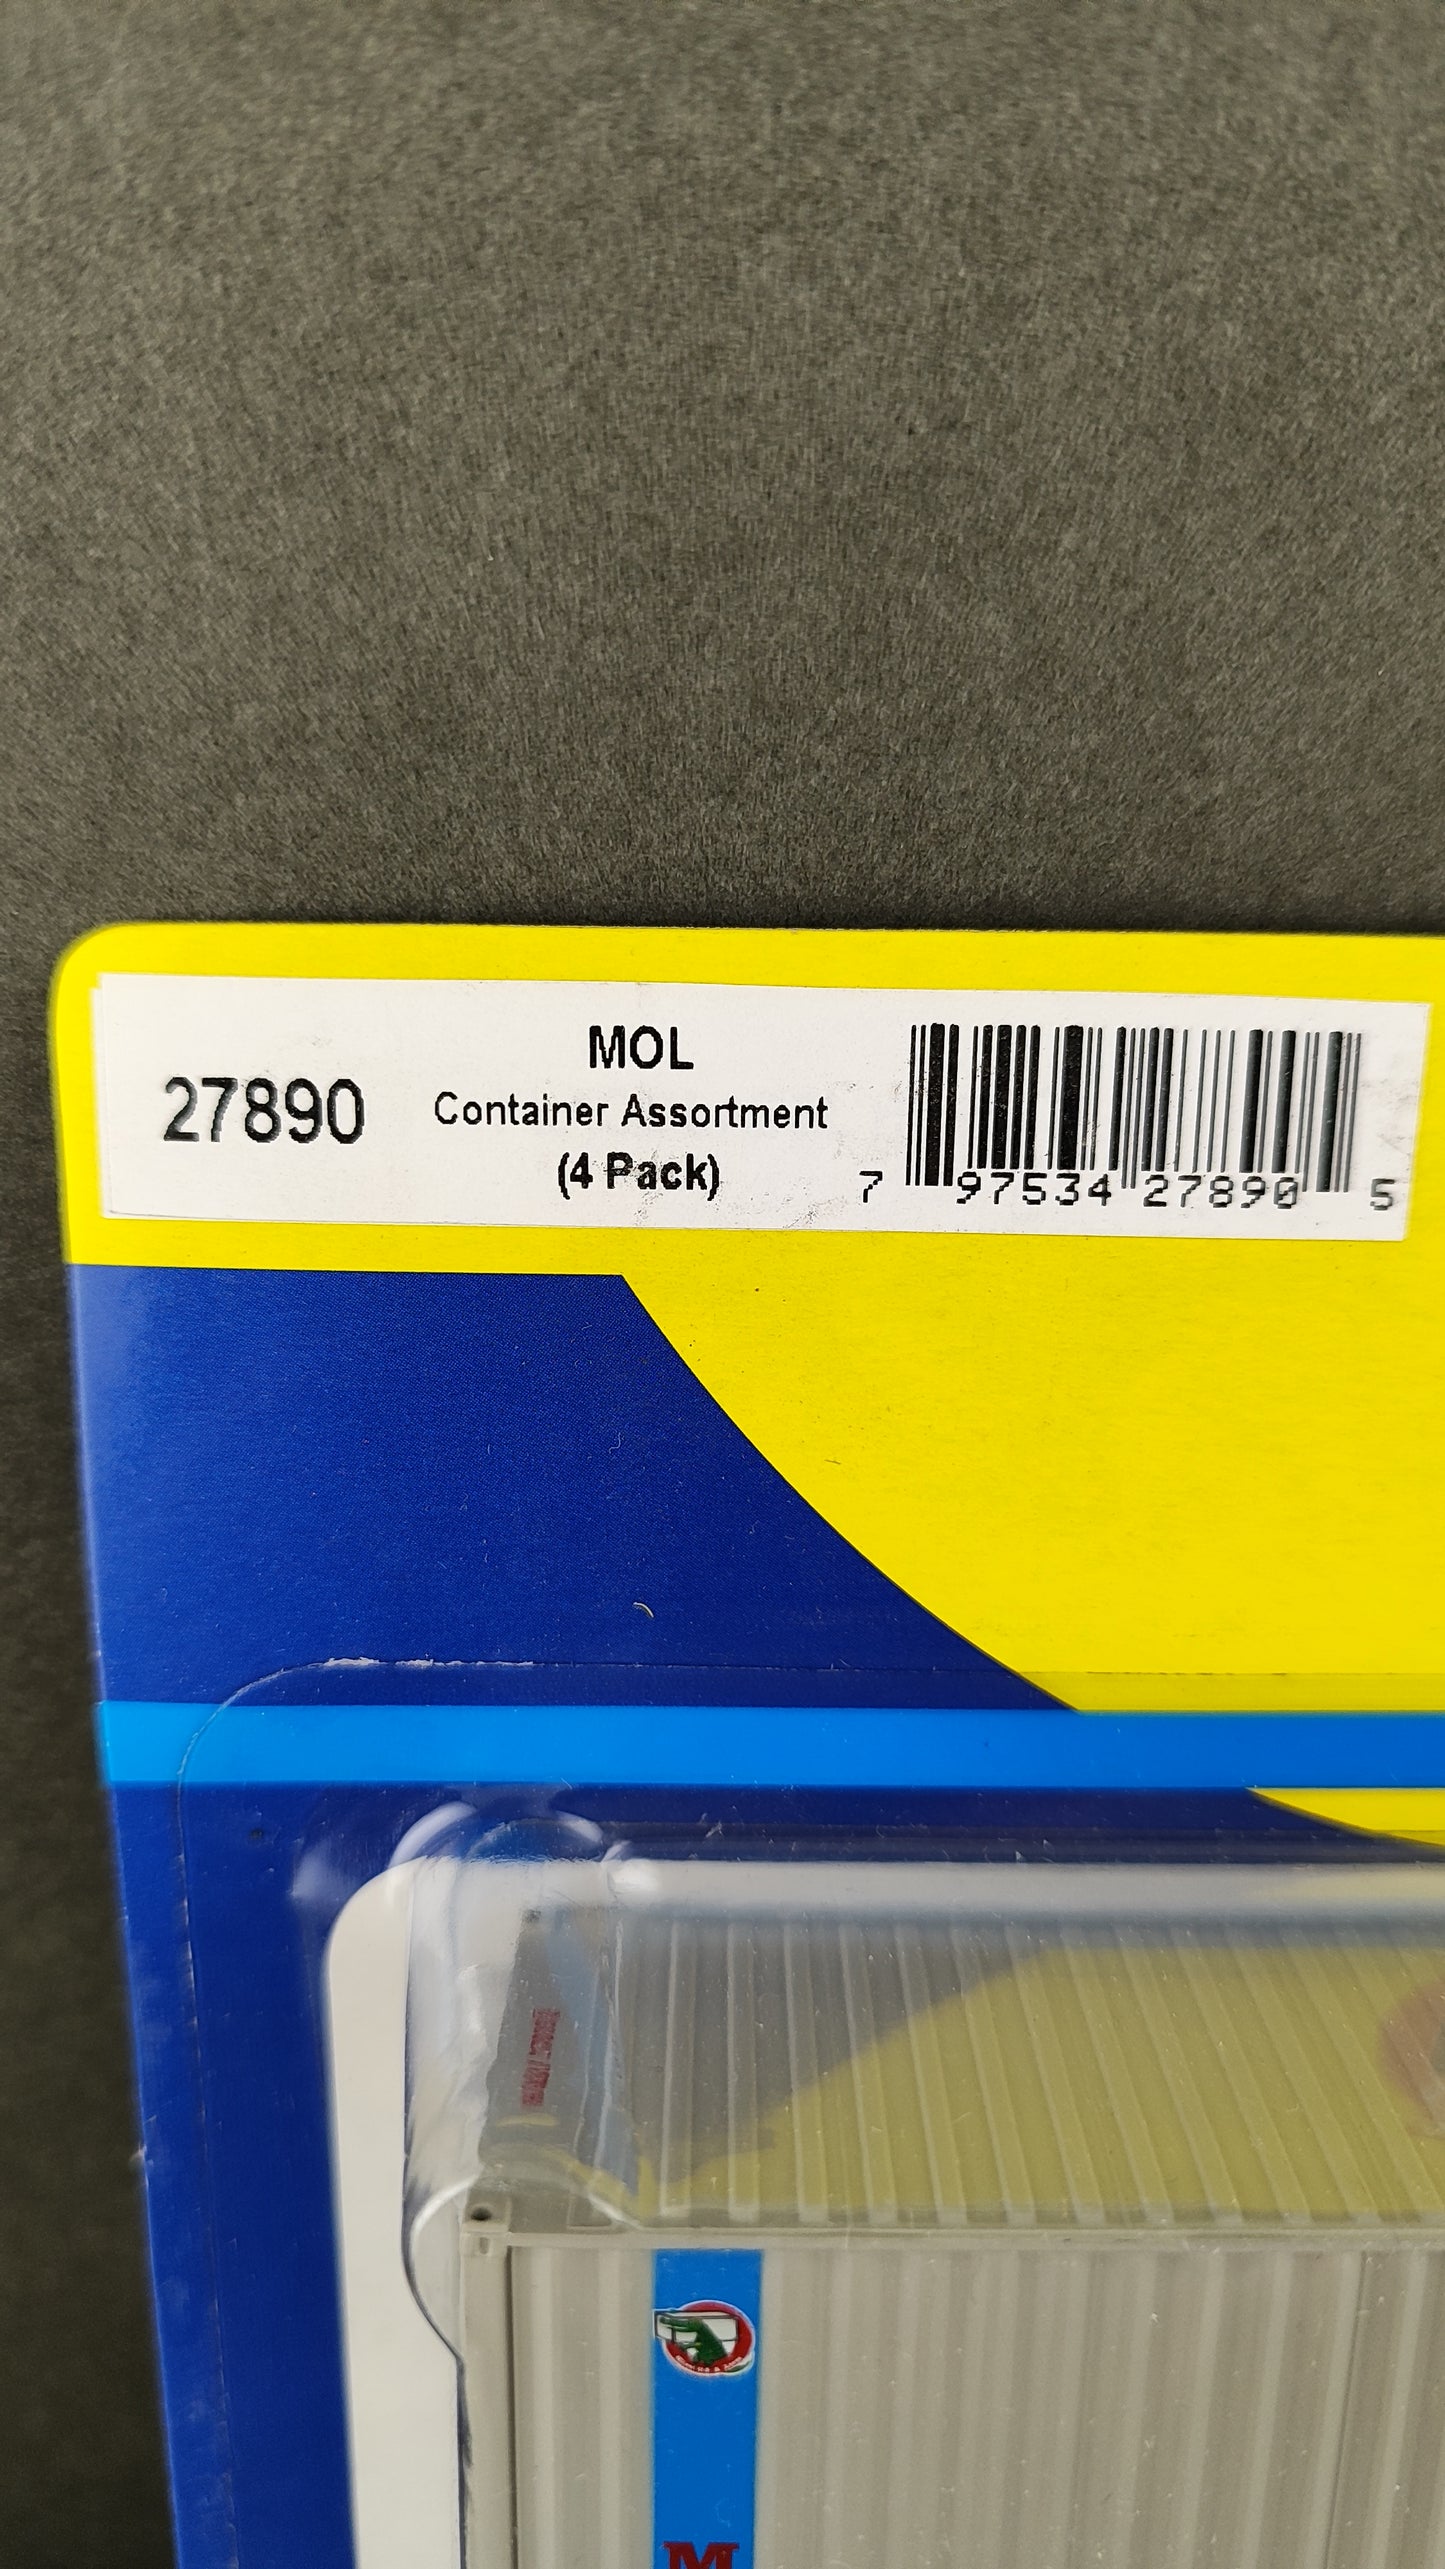 27890
MOL
Container Assortment
(4 Pack)
7 97534 27890 5
M